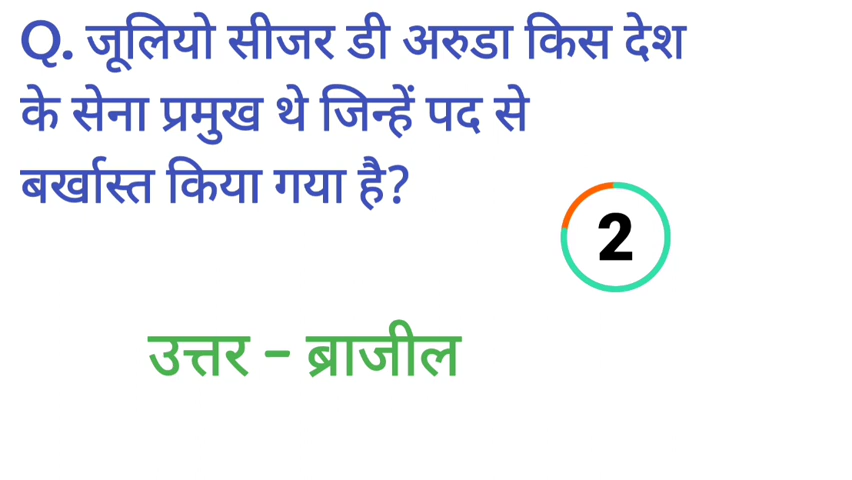 Q. जूलियो सीजर डी अरुडा किस देश
के सेना प्रमुख थे जिन्हें पद से
बर्खास्त किया गया है?
2
उत्तर - ब्राजील